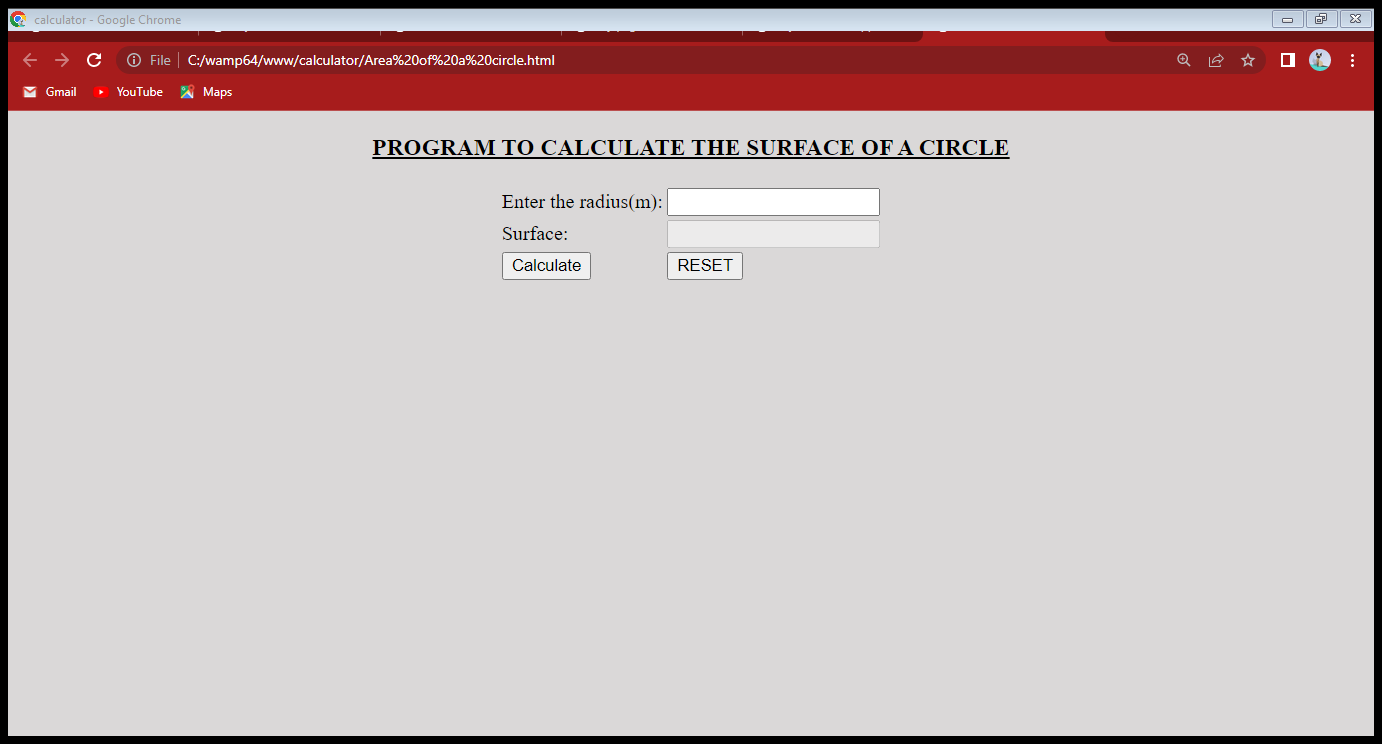 calculator - Google Chrome
File C:/wamp64/www/calculator/Area%20of%20a%20circle.html
Gmail YouTube Maps
PROGRAM TO CALCULATE THE SURFACE OF A CIRCLE
Enter the radius(m):
Surface:
Calculate RESET